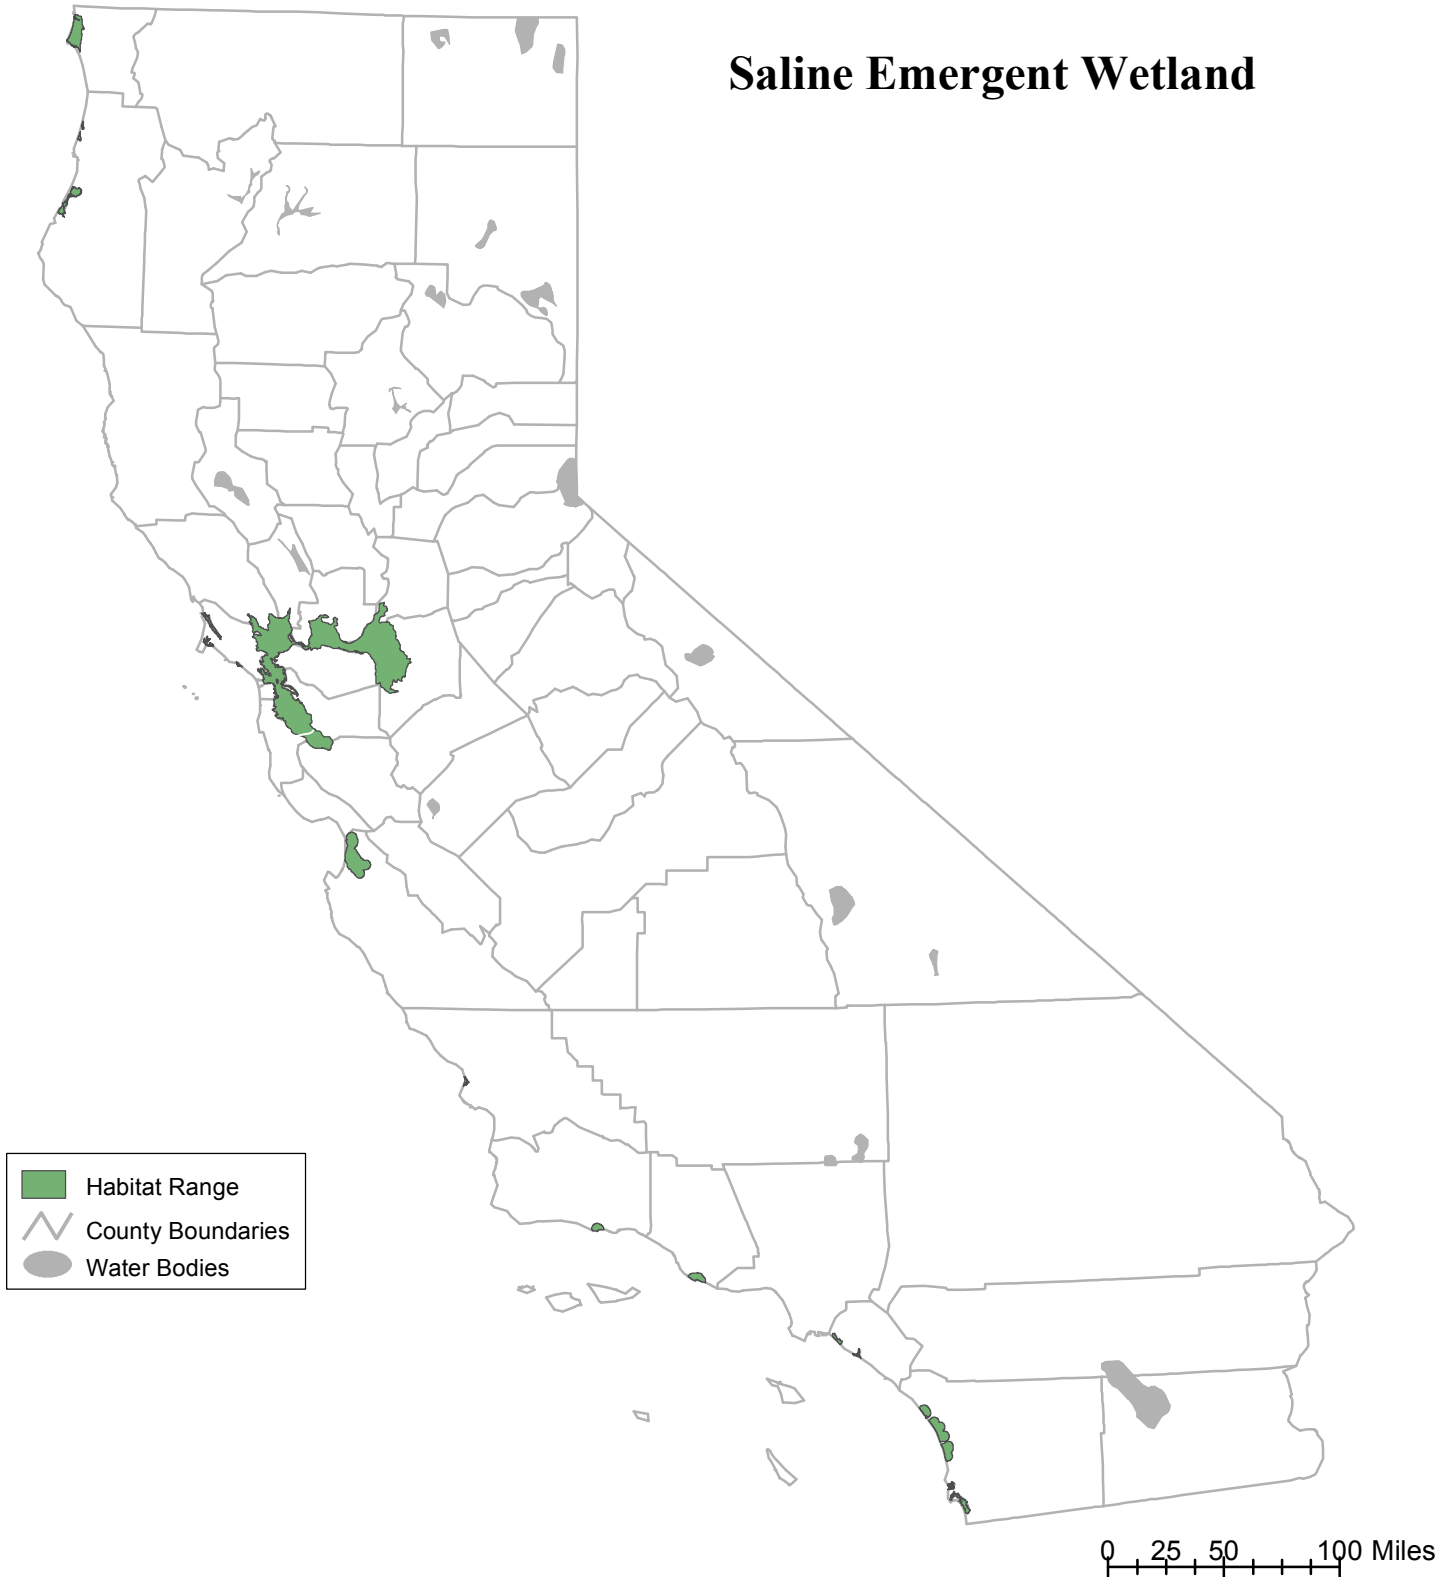 Saline Emergent Wetland
Habitat Range
County Boundaries
Water Bodies
0 25 50 100 Miles